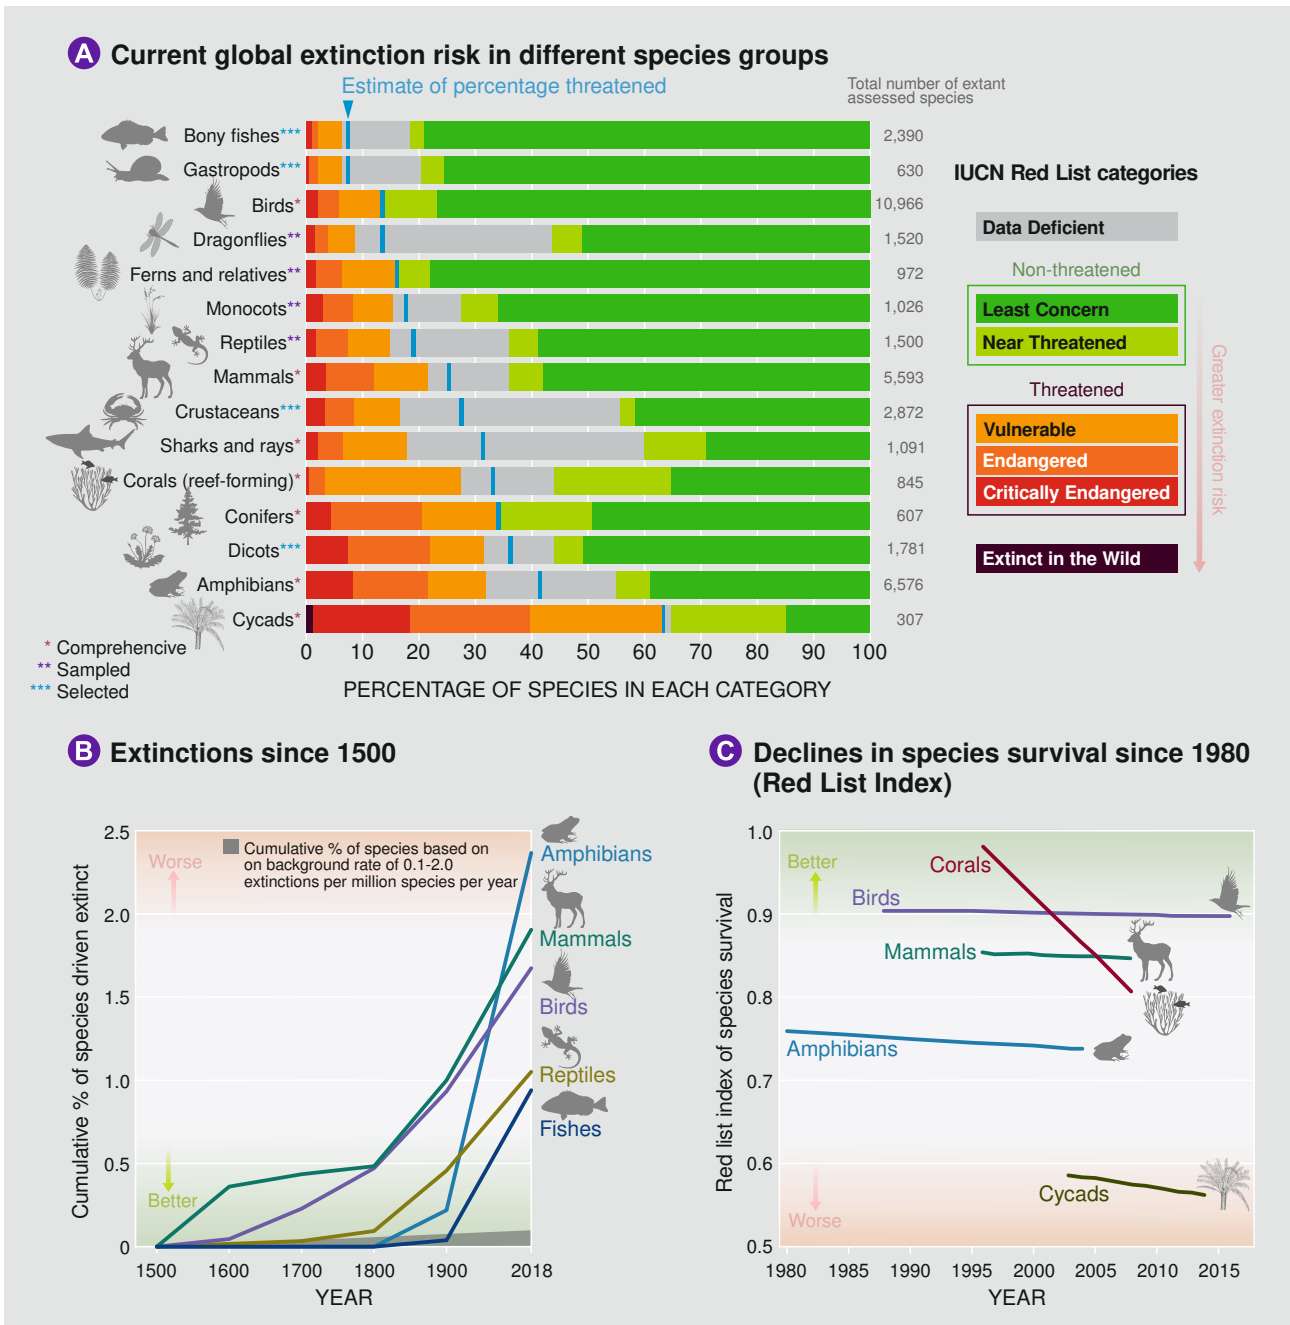 A Current global extinction risk in different species groups
Estimate of percentage threatened
Total number of extant
assessed species
Bony fishes*** 2,390
Gastropods*** 630
Birds* 10,966
Dragonflies** 1,520
Ferns and relatives** 972
Monocots** 1,026
Reptiles** 1,500
Mammals* 5,593
Crustaceans*** 2,872
Sharks and rays* 1,091
Corals (reef-forming)* 845
Conifers* 607
Dicots*** 1,781
Amphibians* 6,576
Cycads* 307
0 10 20 30 40 50 60 70 80 90 100
PERCENTAGE OF SPECIES IN EACH CATEGORY
* Comprehencive
** Sampled
*** Selected
IUCN Red List categories
Data Deficient
Non-threatened
Least Concern
Near Threatened
Threatened
Vulnerable
Endangered
Critically Endangered
Extinct in the Wild
Greater extinction risk
B Extinctions since 1500
Cumulative % of species driven extinct
2.5
2.0
1.5
1.0
0.5
0
Worse
Better
Cumulative % of species based on
on background rate of 0.1-2.0
extinctions per million species per year
Amphibians
Mammals
Birds
Reptiles
Fishes
1500 1600 1700 1800 1900 2018
YEAR
C Declines in species survival since 1980
(Red List Index)
Red list index of species survival
1.0
0.9
0.8
0.7
0.6
0.5
Better
Worse
Corals
Birds
Mammals
Amphibians
Cycads
1980 1985 1990 1995 2000 2005 2010 2015
YEAR